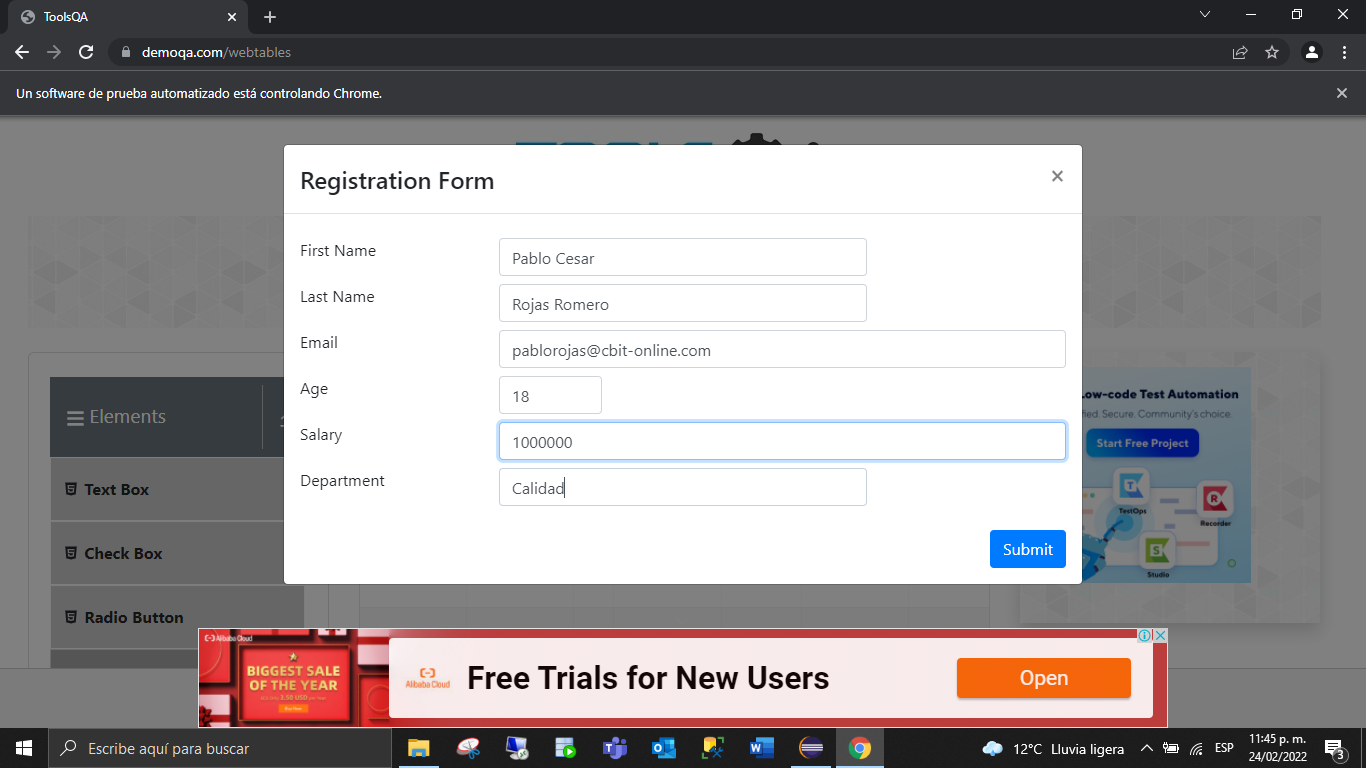 ToolsQA
demoqa.com/webtables
Un software de prueba automatizado está controlando Chrome.
Registration Form
First Name
Pablo Cesar
Last Name
Rojas Romero
Email
pablorojas@cbit-online.com
Age
18
Salary
1000000
Department
Calidad
Submit
Elements
Text Box
Check Box
Radio Button
ow-code Test Automation
fied. Secure. Community's choice.
Start Free Project
TestOps
Recorder
Studio
Alibaba Cloud
BIGGEST SALE
OF THE YEAR
Buy Now
Alibaba Cloud
Free Trials for New Users
Open
Escribe aquí para buscar
12°C Lluvia ligera
ESP
11:45 p. m.
24/02/2022
3